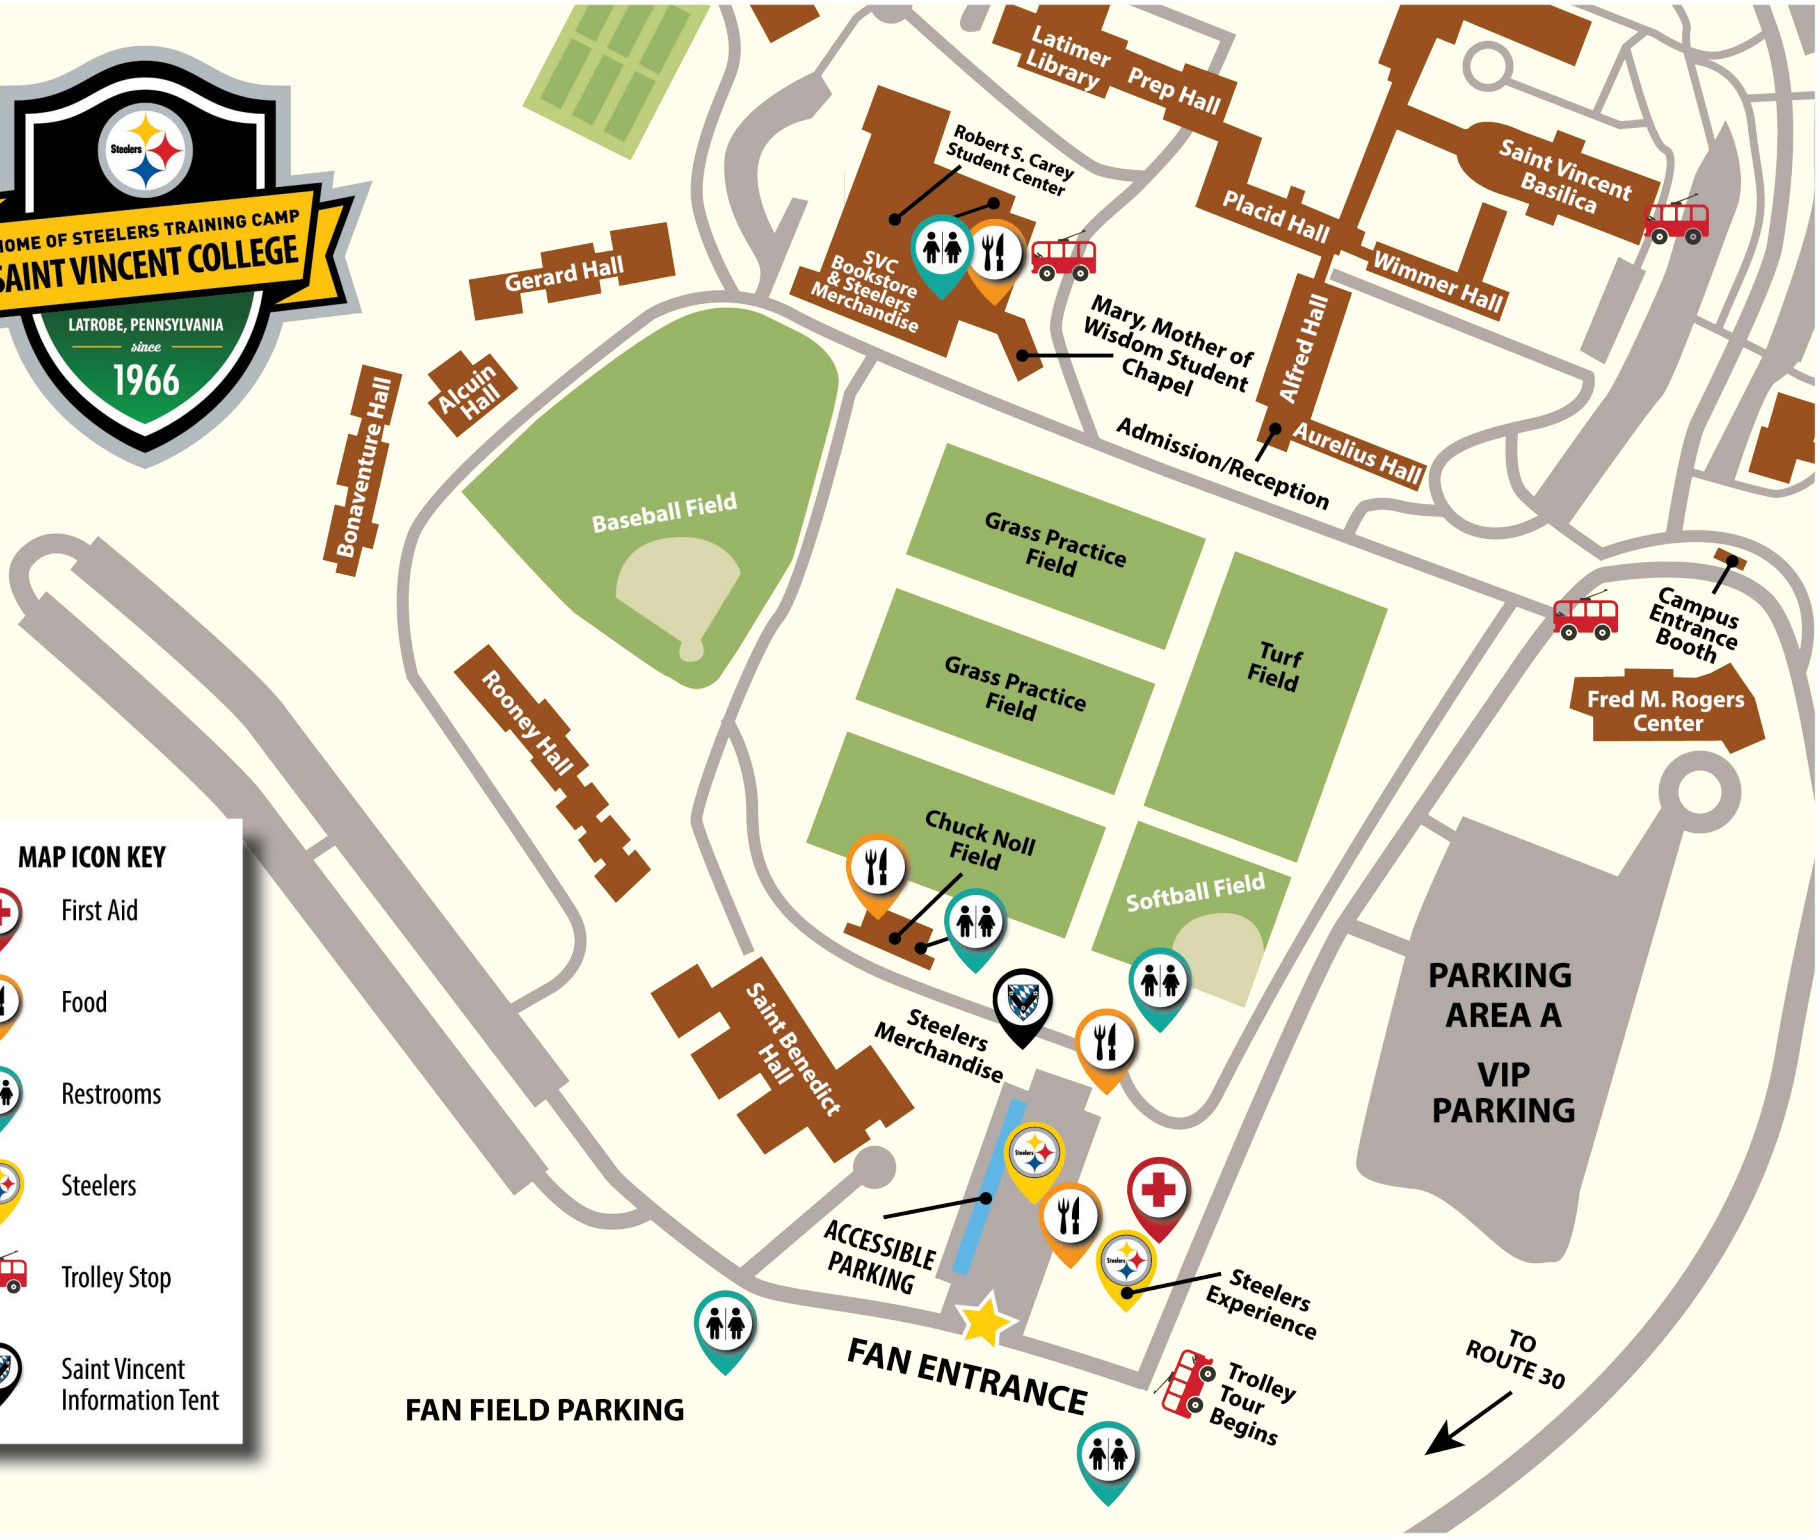 Steelers
HOME OF STEELERS TRAINING CAMP
SAINT VINCENT COLLEGE
LATROBE, PENNSYLVANIA
since
1966
Latimer
Library
Prep Hall
Robert S. Carey
Student Center
Saint Vincent
Basilica
Placid Hall
Wimmer Hall
Gerard Hall
SVC
Bookstore
& Steelers
Merchandise
Mary, Mother of
Wisdom Student
Chapel
Alfred Hall
Alcuin
Hall
Bonaventure Hall
Admission/Reception
Aurelius Hall
Baseball Field
Grass Practice
Field
Campus
Entrance
Booth
Grass Practice
Field
Turf
Field
Rooney Hall
Fred M. Rogers
Center
Chuck Noll
Field
Softball Field
MAP ICON KEY
First Aid
Food
Restrooms
Steelers
Trolley Stop
Saint Vincent
Information Tent
PARKING
AREA A
VIP
PARKING
Saint Benedict
Hall
Steelers
Merchandise
Steelers
ACCESSIBLE
PARKING
Steelers
Steelers
Experience
FAN ENTRANCE
Trolley
Tour
Begins
TO
ROUTE 30
FAN FIELD PARKING